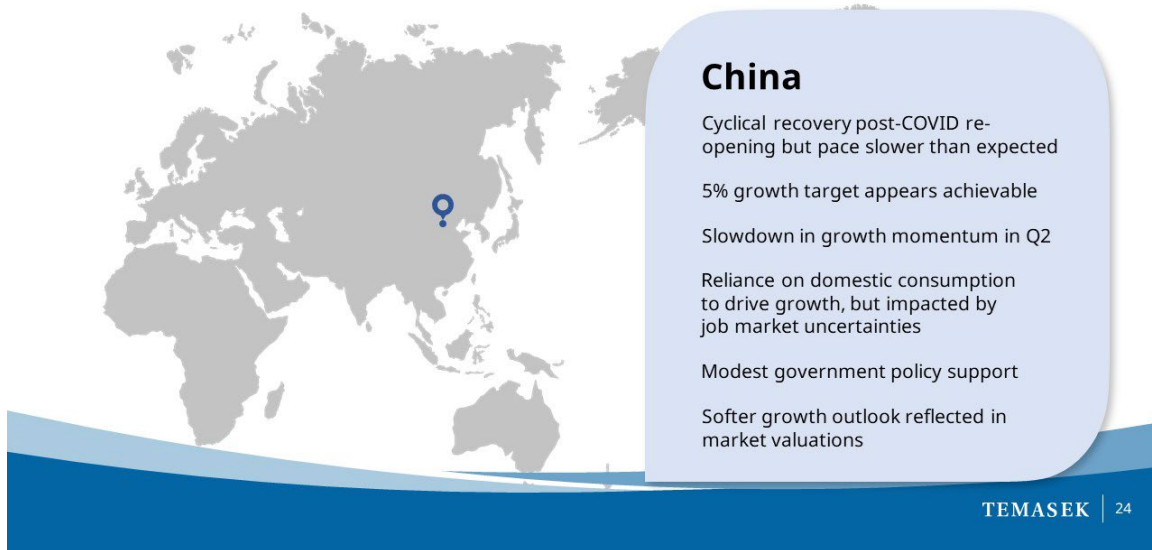 China
Cyclical recovery post-COVID re-
opening but pace slower than expected
5% growth target appears achievable
Slowdown in growth momentum in Q2
Reliance on domestic consumption
to drive growth, but impacted by
job market uncertainties
Modest government policy support
Softer growth outlook reflected in
market valuations
TEMASEK 24